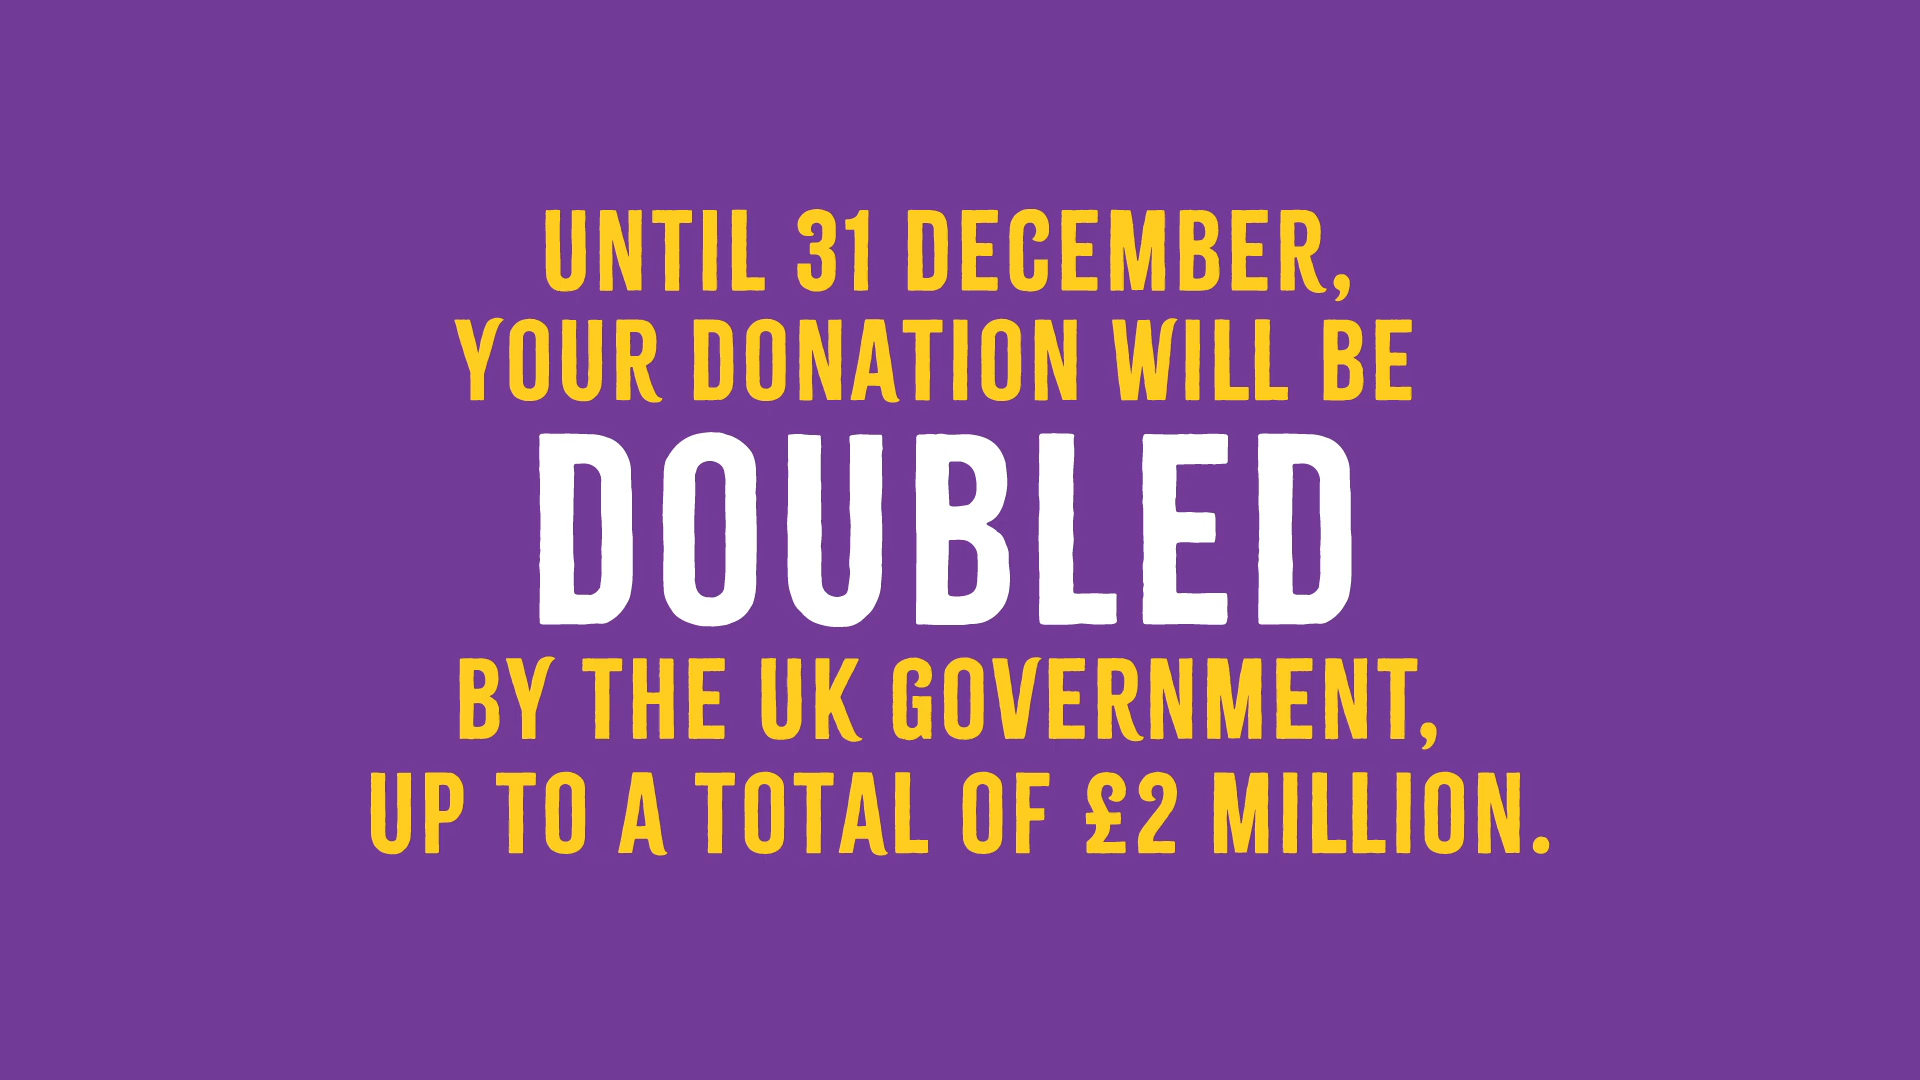 UNTIL 31 DECEMBER,
YOUR DONATION WILL BE
DOUBLED
BY THE UK GOVERNMENT,
UP TO A TOTAL OF £2 MILLION.